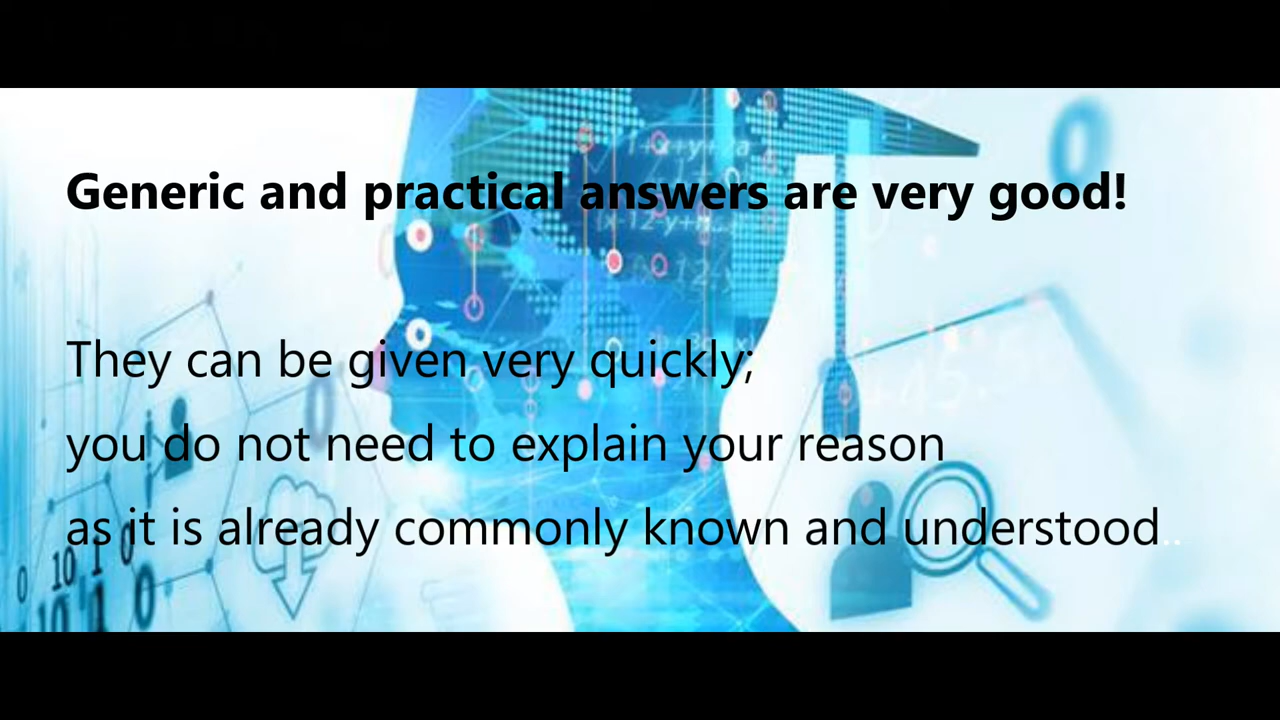 Generic and practical answers are very good!
They can be given very quickly;
you do not need to explain your reason
as it is already commonly known and understood..